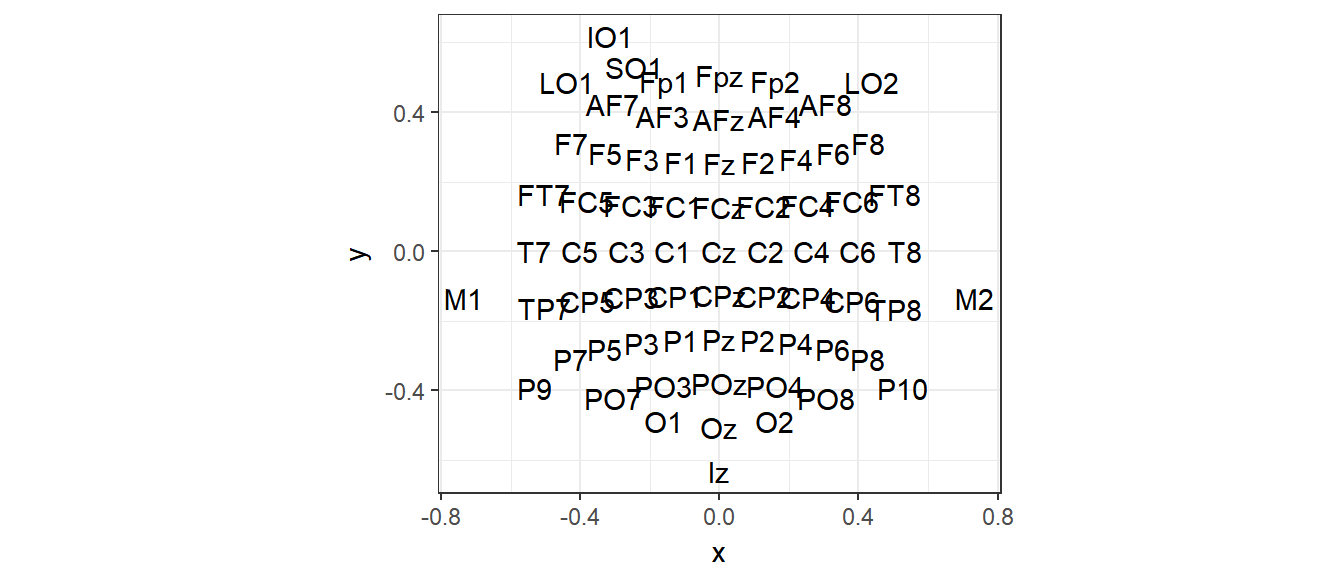 IO1
SO1
LO1 Fp1 Fpz Fp2 LO2
AF7 AF8
0.4 AF3 AFz AF4
F7 F5 F3 F1 Fz F2 F4 F6 F8
FT7 FC5 FC3 FC1 FCz FC2 FC4 FC6 FT8
y 0.0 T7 C5 C3 C1 Cz C2 C4 C6 T8
M1 M2
TP7 CP5 CP3 CP1 CPz CP2 CP4 CP6 TP8
P7 P5 P3 P1 Pz P2 P4 P6 P8
-0.4 P9 PO7 PO3 POz PO4 PO8 P10
O1 Oz O2
Iz
-0.8 -0.4 0.0 0.4 0.8
x